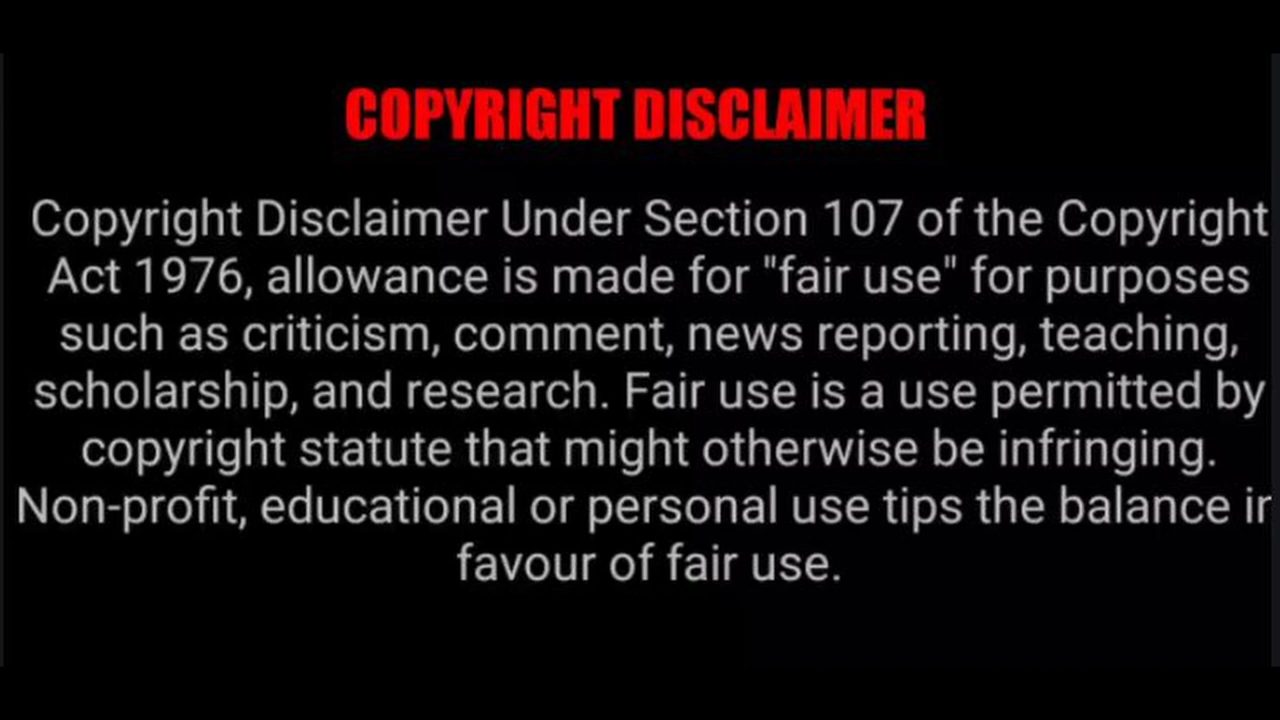 COPYRIGHT DISCLAIMER
Copyright Disclaimer Under Section 107 of the Copyright
Act 1976, allowance is made for "fair use" for purposes
such as criticism, comment, news reporting, teaching,
scholarship, and research. Fair use is a use permitted by
copyright statute that might otherwise be infringing.
Non-profit, educational or personal use tips the balance in
favour of fair use.